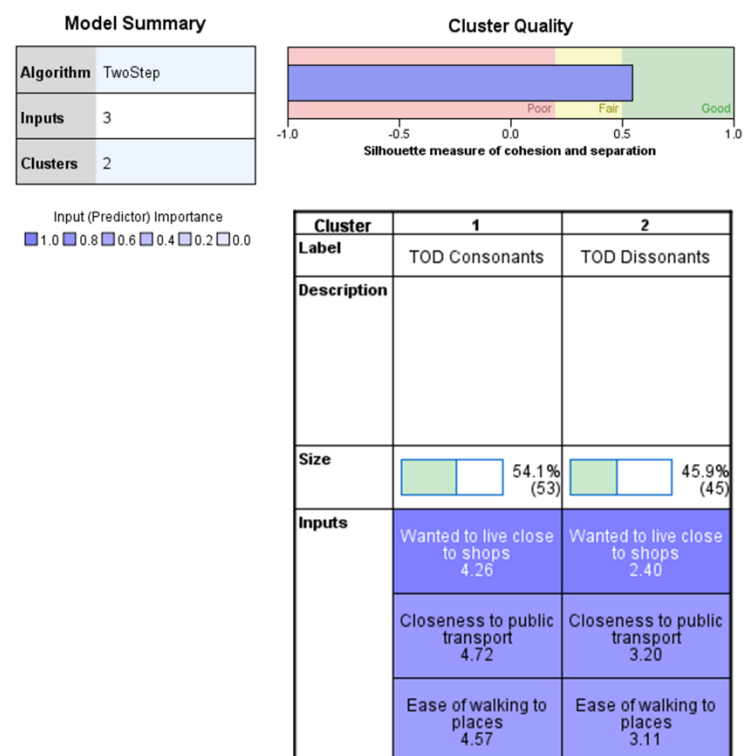 Model Summary
Algorithm TwoStep
Inputs 3
Clusters 2
Cluster Quality
Poor Fair Good
-1.0 -0.5 0.0 0.5 1.0
Silhouette measure of cohesion and separation
Input (Predictor) Importance
1.0 0.8 0.6 0.4 0.2 0.0
Cluster 1 2
Label TOD Consonants TOD Dissonants
Description
Size 54.1% (53) 45.9% (45)
Inputs
Wanted to live close Wanted to live close
to shops to shops
4.26 2.40
Closeness to public Closeness to public
transport transport
4.72 3.20
Ease of walking to Ease of walking to
places places
4.57 3.11